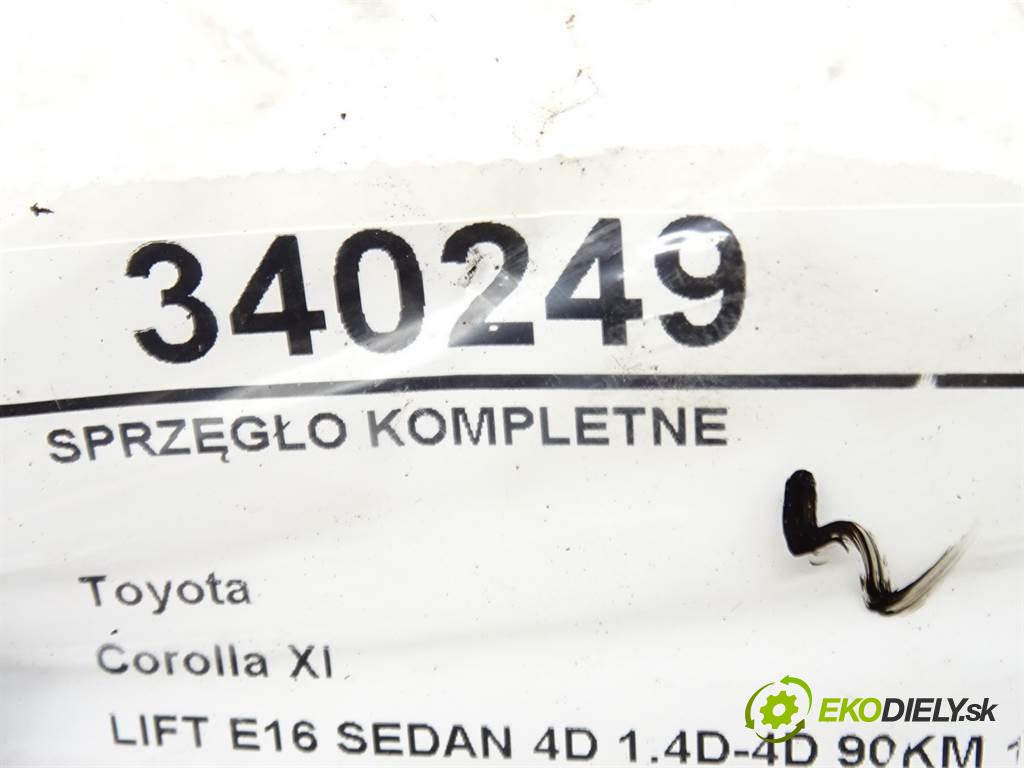 340249
SPRZĘGŁO KOMPLETNE
Toyota
Corolla XI
LIFT E16 SEDAN 4D 1.4D-4D 90KM
EKODIELY.sk